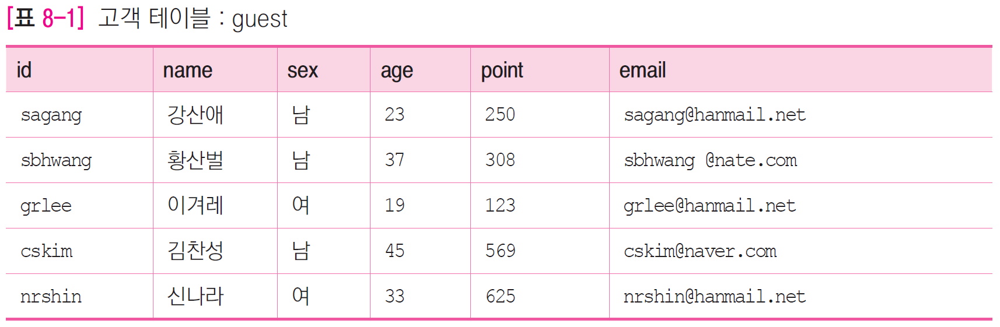 [표 8-1] 고객 테이블 : guest
id name sex age point email
sagang 강산애 남 23 250 sagang@hanmail.net
sbhwang 황산벌 남 37 308 sbhwang @nate.com
grlee 이겨레 여 19 123 grlee@hanmail.net
cskim 김찬성 남 45 569 cskim@naver.com
nrshin 신나라 여 33 625 nrshin@hanmail.net